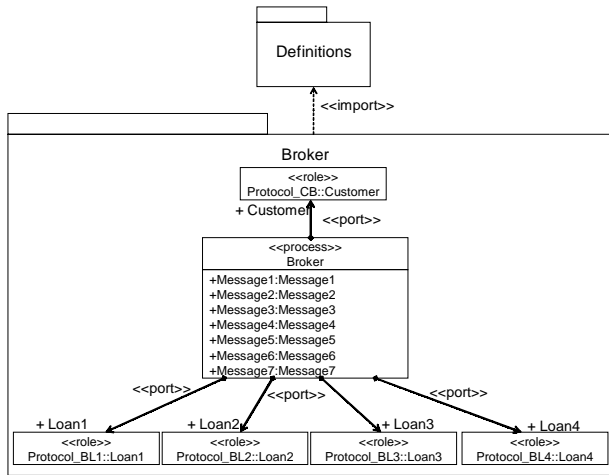 Definitions
<<import>>
Broker
<<role>>
Protocol_CB::Customer
+ Customer
<<port>>
<<process>>
Broker
+Message1:Message1
+Message2:Message2
+Message3:Message3
+Message4:Message4
+Message5:Message5
+Message6:Message6
+Message7:Message7
<<port>> <<port>> <<port>> <<port>>
+ Loan1 + Loan2 + Loan3 + Loan4
<<role>> <<role>> <<role>> <<role>>
Protocol_BL1::Loan1 Protocol_BL2::Loan2 Protocol_BL3::Loan3 Protocol_BL4::Loan4